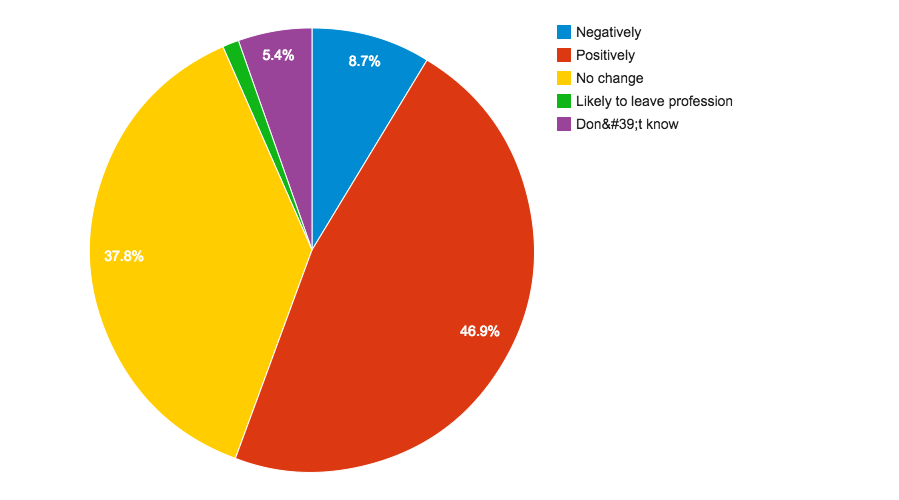 5.4%
8.7%
37.8%
46.9%
Negatively
Positively
No change
Likely to leave profession
Don&#39;t know